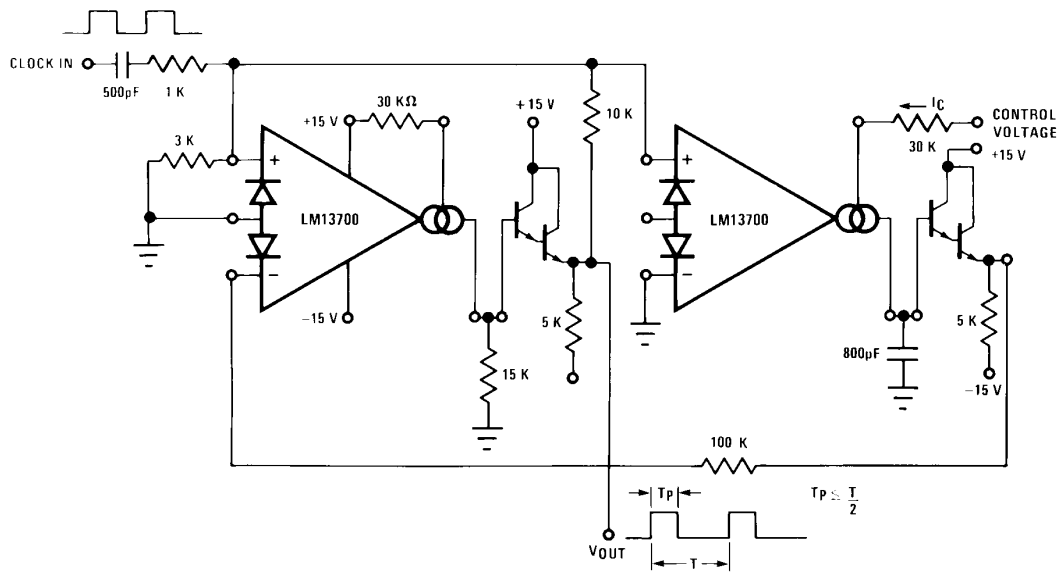 CLOCK IN
500pF
1 K
3 K
+15 V
30 KΩ
+
LM13700
−
−15 V
+15 V
10 K
5 K
15 K
+
LM13700
−
IC
30 K
CONTROL
VOLTAGE
+15 V
5 K
800pF
−15 V
100 K
TP
TP ≤ T/2
VOUT
T